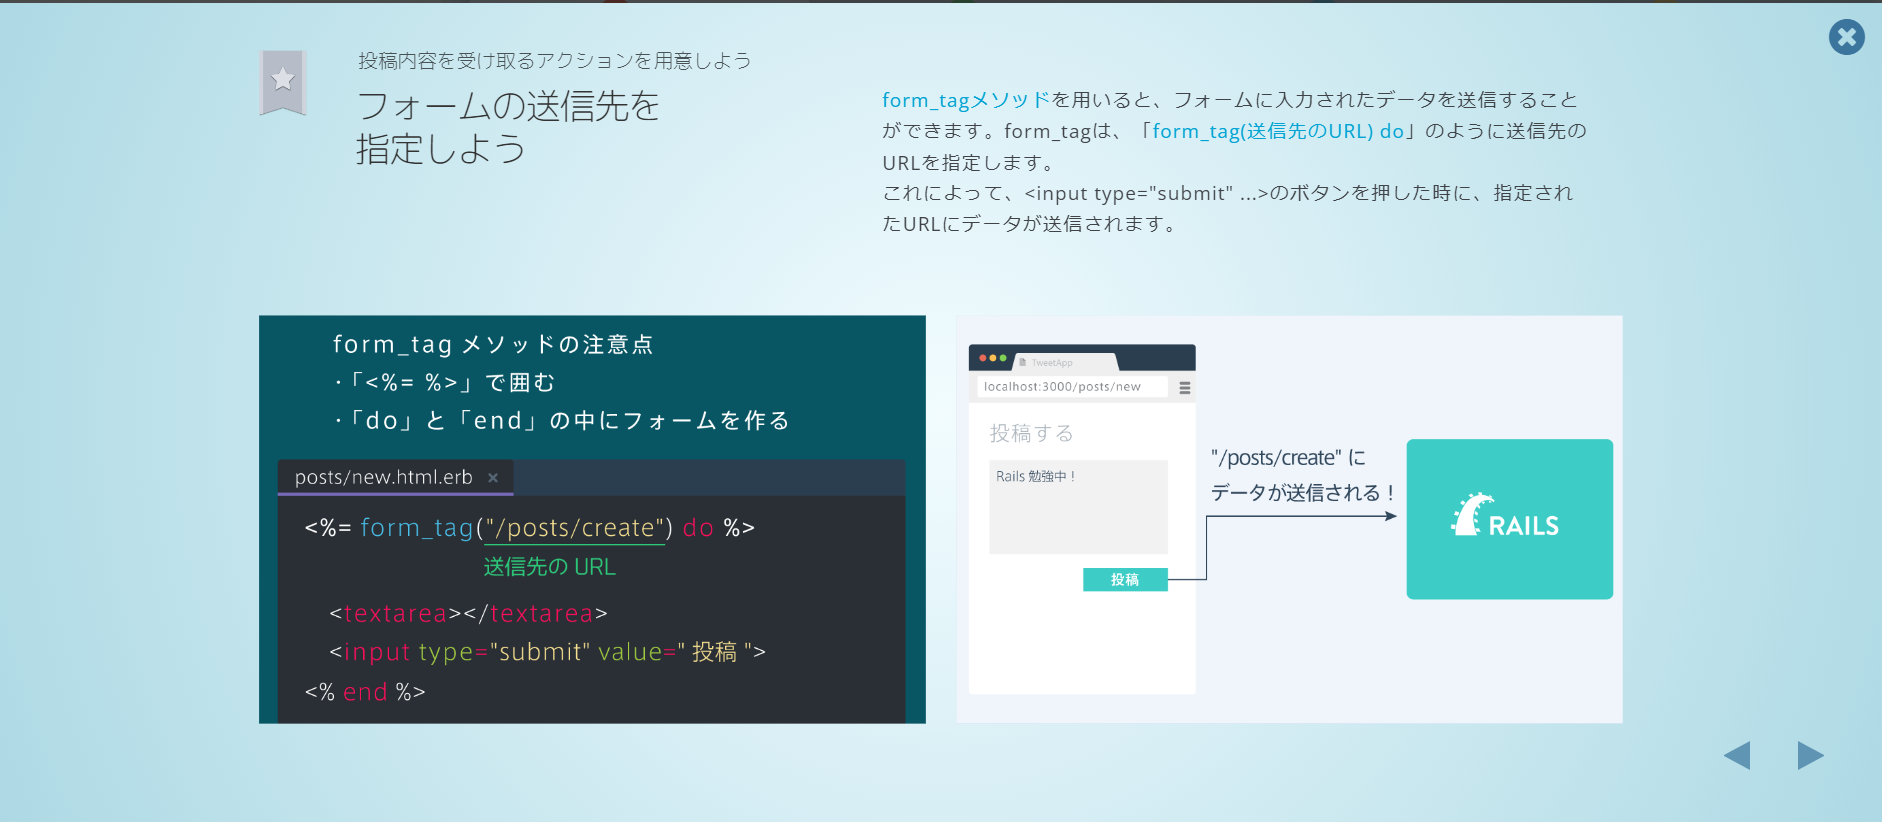 投稿内容を受け取るアクションを用意しよう
フォームの送信先を
指定しよう
form_tagメソッドを用いると、フォームに入力されたデータを送信すること
ができます。form_tagは、「form_tag(送信先のURL) do」のように送信先の
URLを指定します。
これによって、<input type="submit" ...>のボタンを押した時に、指定され
たURLにデータが送信されます。
form_tag メソッドの注意点
・「<%= %>」で囲む
・「do」と「end」の中にフォームを作る
posts/new.html.erb ×
<%= form_tag("/posts/create") do %>
送信先の URL
<textarea></textarea>
<input type="submit" value=" 投稿 ">
<% end %>
TweetApp
localhost:3000/posts/new
投稿する
Rails 勉強中！
投稿
"/posts/create" に
データが送信される！
RAILS